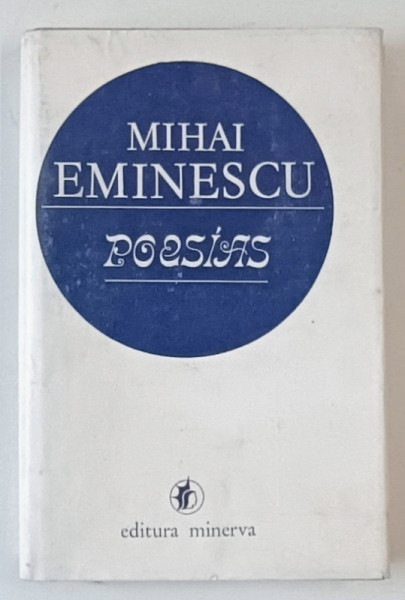 MIHAI
EMINESCU
POESÍAS
editura minerva